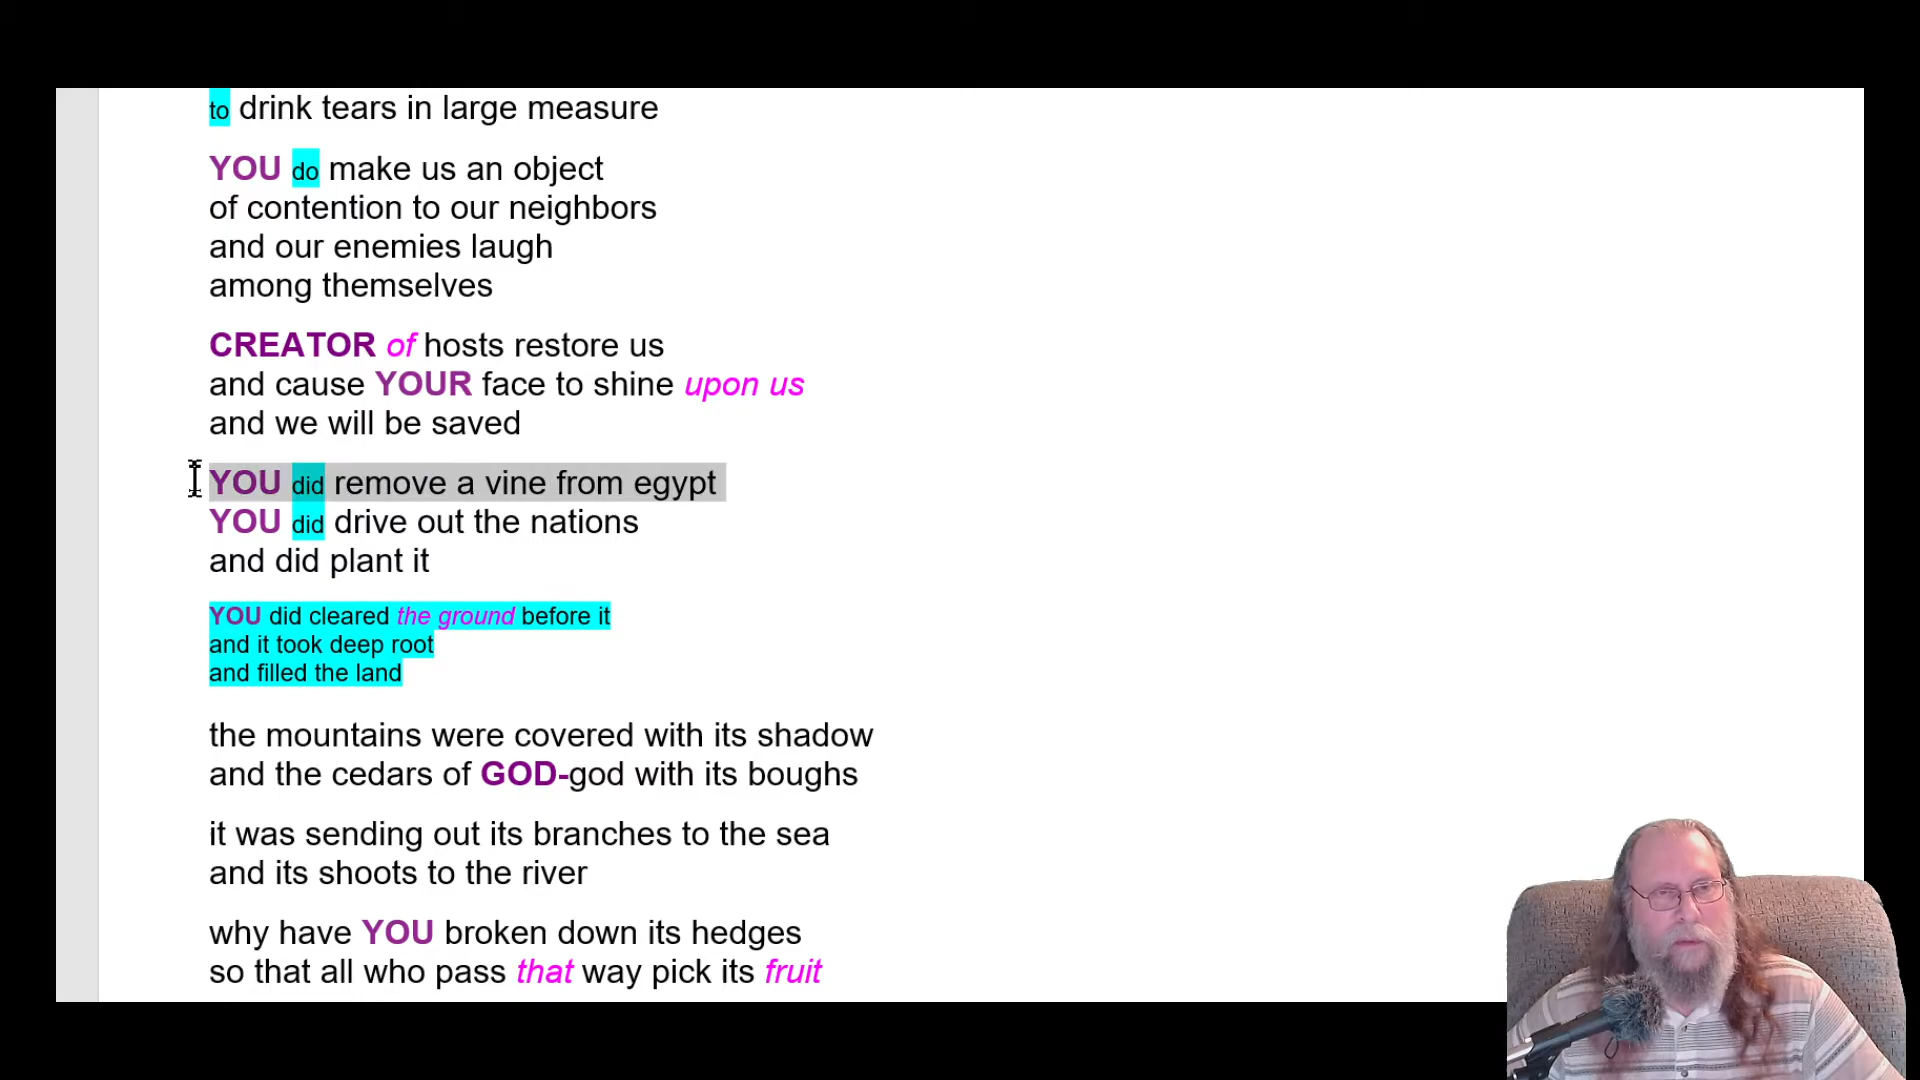 to drink tears in large measure
YOU do make us an object
of contention to our neighbors
and our enemies laugh
among themselves
CREATOR of hosts restore us
and cause YOUR face to shine upon us
and we will be saved
YOU did remove a vine from egypt
YOU did drive out the nations
and did plant it
YOU did cleared the ground before it
and it took deep root
and filled the land
the mountains were covered with its shadow
and the cedars of GOD-god with its boughs
it was sending out its branches to the sea
and its shoots to the river
why have YOU broken down its hedges
so that all who pass that way pick its fruit